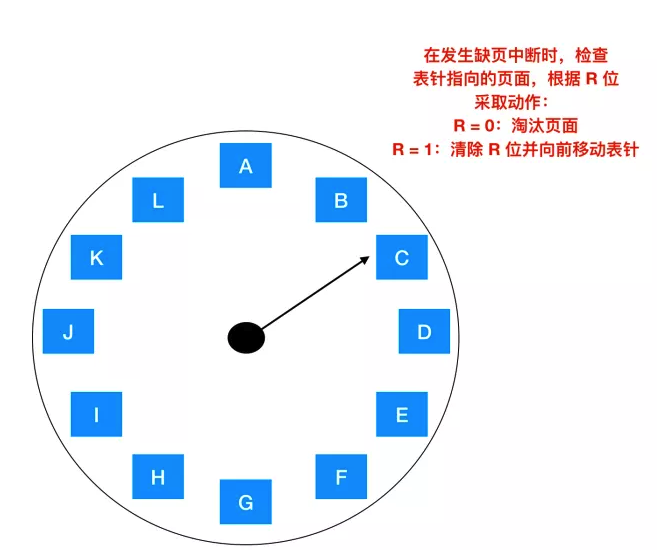 在发生缺页中断时，检查
表针指向的页面，根据 R 位
采取动作：
R = 0：淘汰页面
R = 1：清除 R 位并向前移动表针
A
L
B
K
C
J
D
I
E
H
F
G